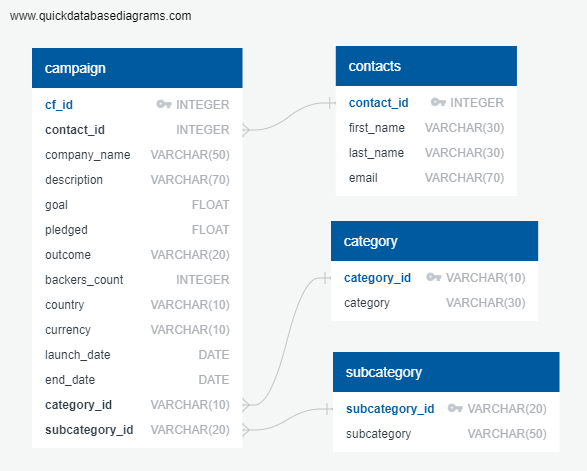 www.quickdatabasediagrams.com
campaign
cf_id INTEGER
contact_id INTEGER
company_name VARCHAR(50)
description VARCHAR(70)
goal FLOAT
pledged FLOAT
outcome VARCHAR(20)
backers_count INTEGER
country VARCHAR(10)
currency VARCHAR(10)
launch_date DATE
end_date DATE
category_id VARCHAR(10)
subcategory_id VARCHAR(20)
contacts
contact_id INTEGER
first_name VARCHAR(30)
last_name VARCHAR(30)
email VARCHAR(70)
category
category_id VARCHAR(10)
category VARCHAR(30)
subcategory
subcategory_id VARCHAR(20)
subcategory VARCHAR(50)